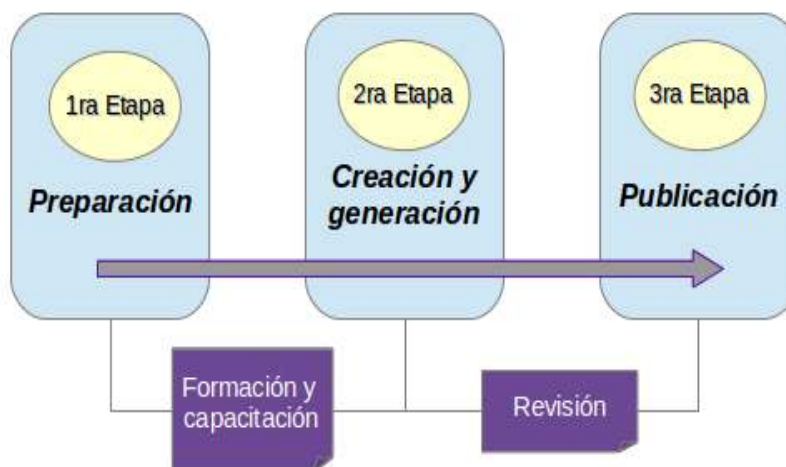 1ra Etapa
Preparación
2ra Etapa
Creación y
generación
3ra Etapa
Publicación
Formación y
capacitación
Revisión